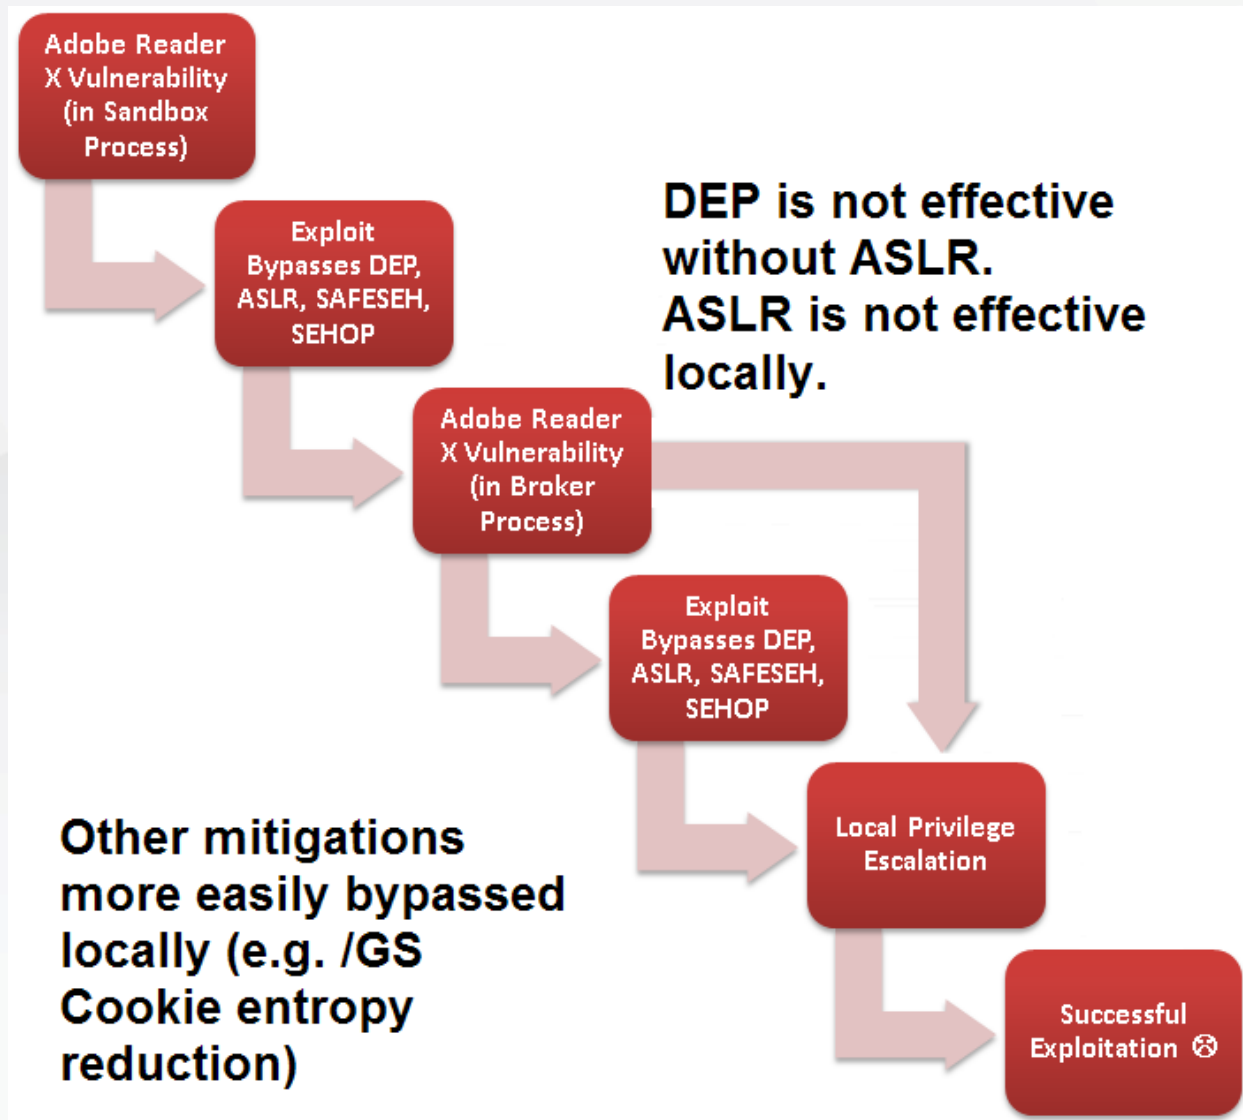 Adobe Reader
X Vulnerability
(in Sandbox
Process)
Exploit
Bypasses DEP,
ASLR, SAFESEH,
SEHOP
DEP is not effective
without ASLR.
ASLR is not effective
locally.
Adobe Reader
X Vulnerability
(in Broker
Process)
Exploit
Bypasses DEP,
ASLR, SAFESEH,
SEHOP
Local Privilege
Escalation
Other mitigations
more easily bypassed
locally (e.g. /GS
Cookie entropy
reduction)
Successful
Exploitation ☹